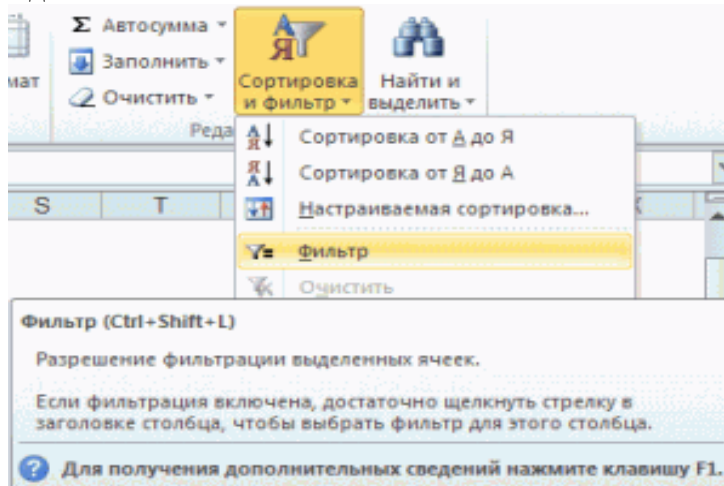 Σ Автосумма
Заполнить
Очистить
мат
Сортировка и фильтр
Найти и выделить
Реда
Сортировка от А до Я
Сортировка от Я до А
Настраиваемая сортировка...
S T
Фильтр
Очистить
Фильтр (Ctrl+Shift+L)
Разрешение фильтрации выделенных ячеек.
Если фильтрация включена, достаточно щелкнуть стрелку в
заголовке столбца, чтобы выбрать фильтр для этого столбца.
Для получения дополнительных сведений нажмите клавишу F1.